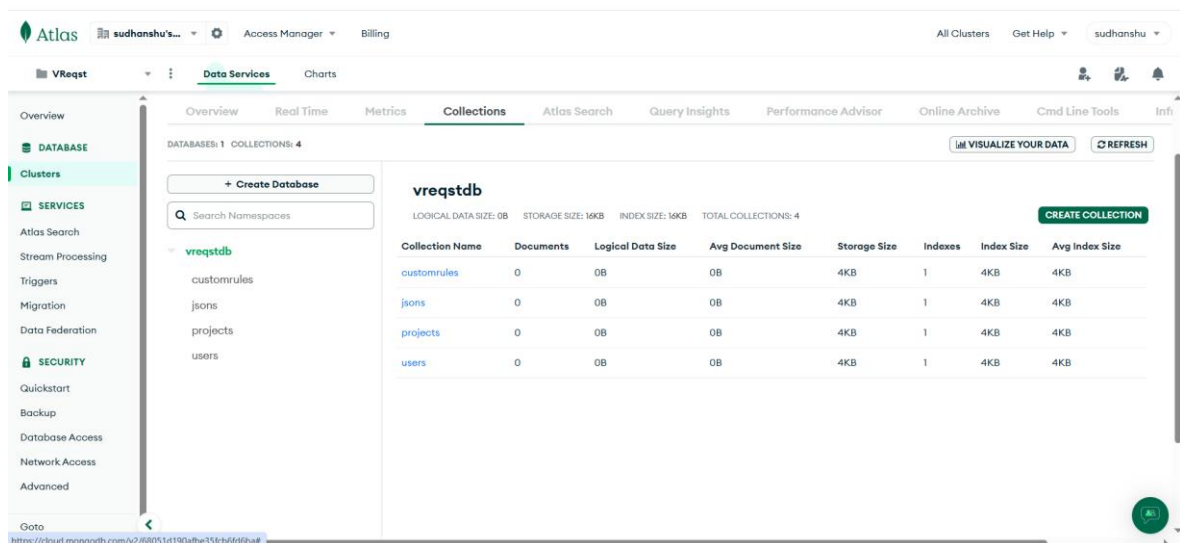 Atlas sudhanshu's... Access Manager Billing All Clusters Get Help sudhanshu
VReqst Data Services Charts
Overview
DATABASE
Clusters
SERVICES
Atlas Search
Stream Processing
Triggers
Migration
Data Federation
SECURITY
Quickstart
Backup
Database Access
Network Access
Advanced
Goto
Overview Real Time Metrics Collections Atlas Search Query Insights Performance Advisor Online Archive Cmd Line Tools
DATABASES: 1 COLLECTIONS: 4 VISUALIZE YOUR DATA REFRESH
+ Create Database
Search Namespaces
vreqstdb
customrules
jsons
projects
users
vreqstdb
LOGICAL DATA SIZE: 0B STORAGE SIZE: 16KB INDEX SIZE: 16KB TOTAL COLLECTIONS: 4 CREATE COLLECTION
Collection Name Documents Logical Data Size Avg Document Size Storage Size Indexes Index Size Avg Index Size
customrules 0 0B 0B 4KB 1 4KB 4KB
jsons 0 0B 0B 4KB 1 4KB 4KB
projects 0 0B 0B 4KB 1 4KB 4KB
users 0 0B 0B 4KB 1 4KB 4KB